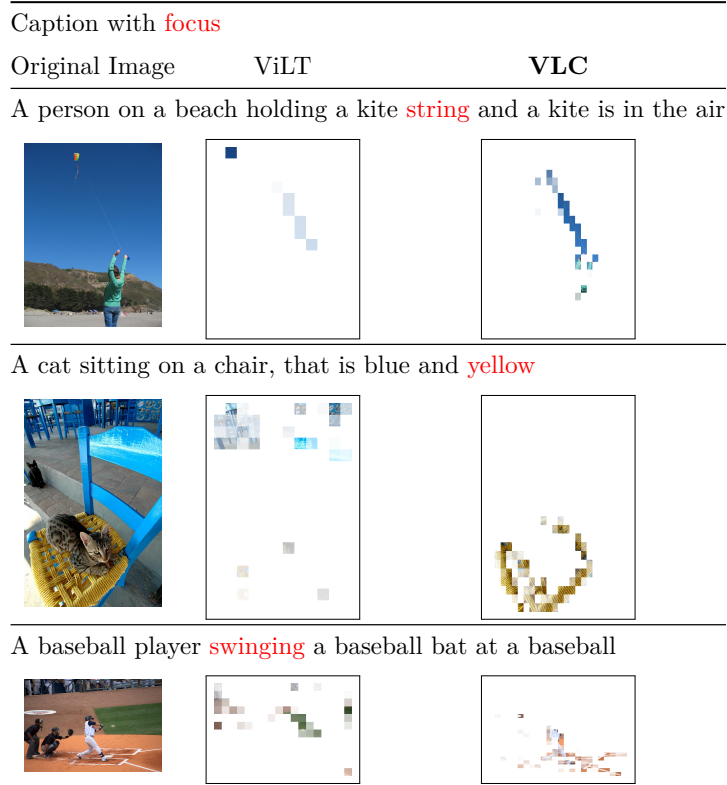 Caption with focus
Original Image ViLT VLC
A person on a beach holding a kite string and a kite is in the air
A cat sitting on a chair, that is blue and yellow
A baseball player swinging a baseball bat at a baseball